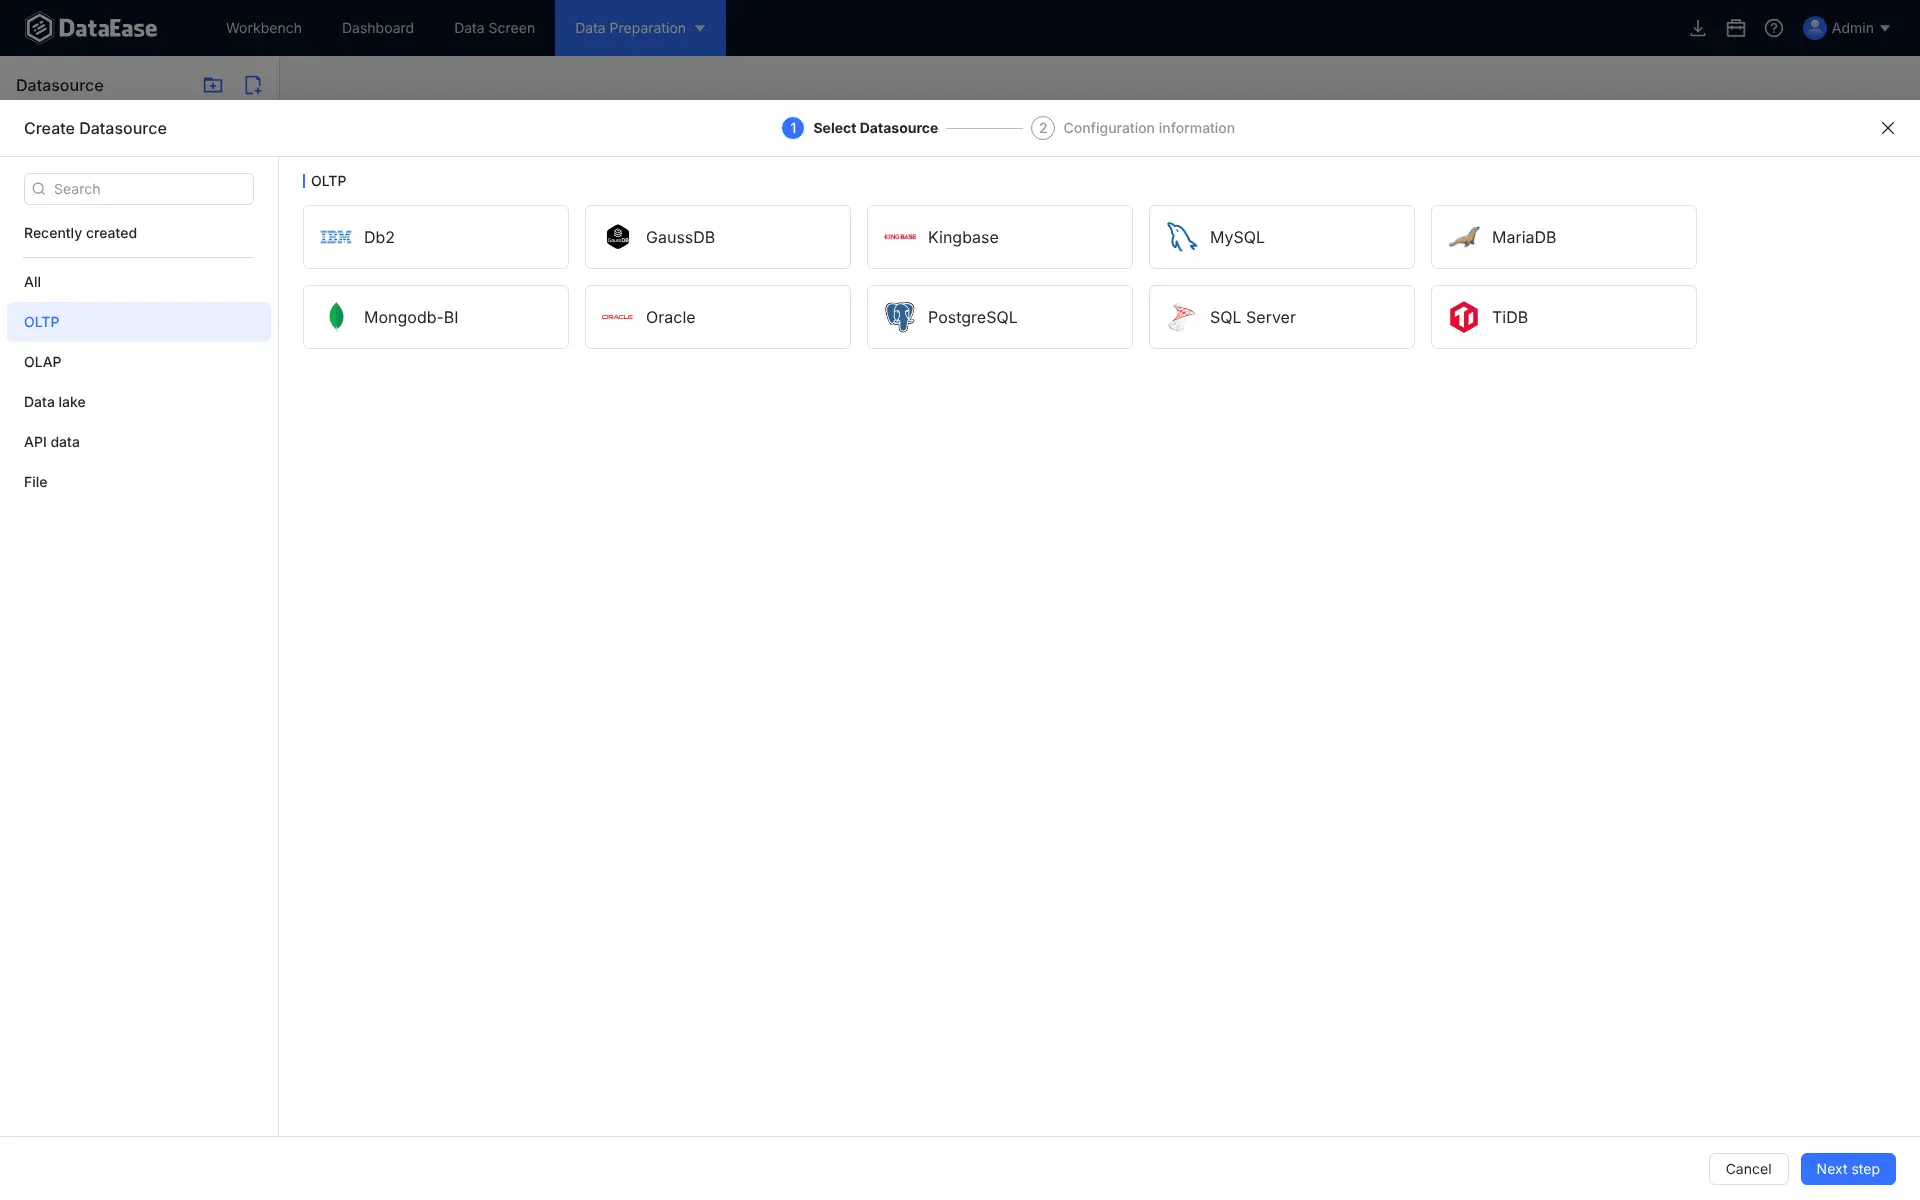 DataEase
Workbench
Dashboard
Data Screen
Data Preparation
Admin
Datasource
Create Datasource
1 Select Datasource
2 Configuration information
Search
Recently created
All
OLTP
OLAP
Data lake
API data
File
OLTP
IBM Db2
GaussDB GaussDB
KINGBASE Kingbase
MySQL
MariaDB
Mongodb-BI
ORACLE Oracle
PostgreSQL
SQL Server
TiDB
Cancel
Next step